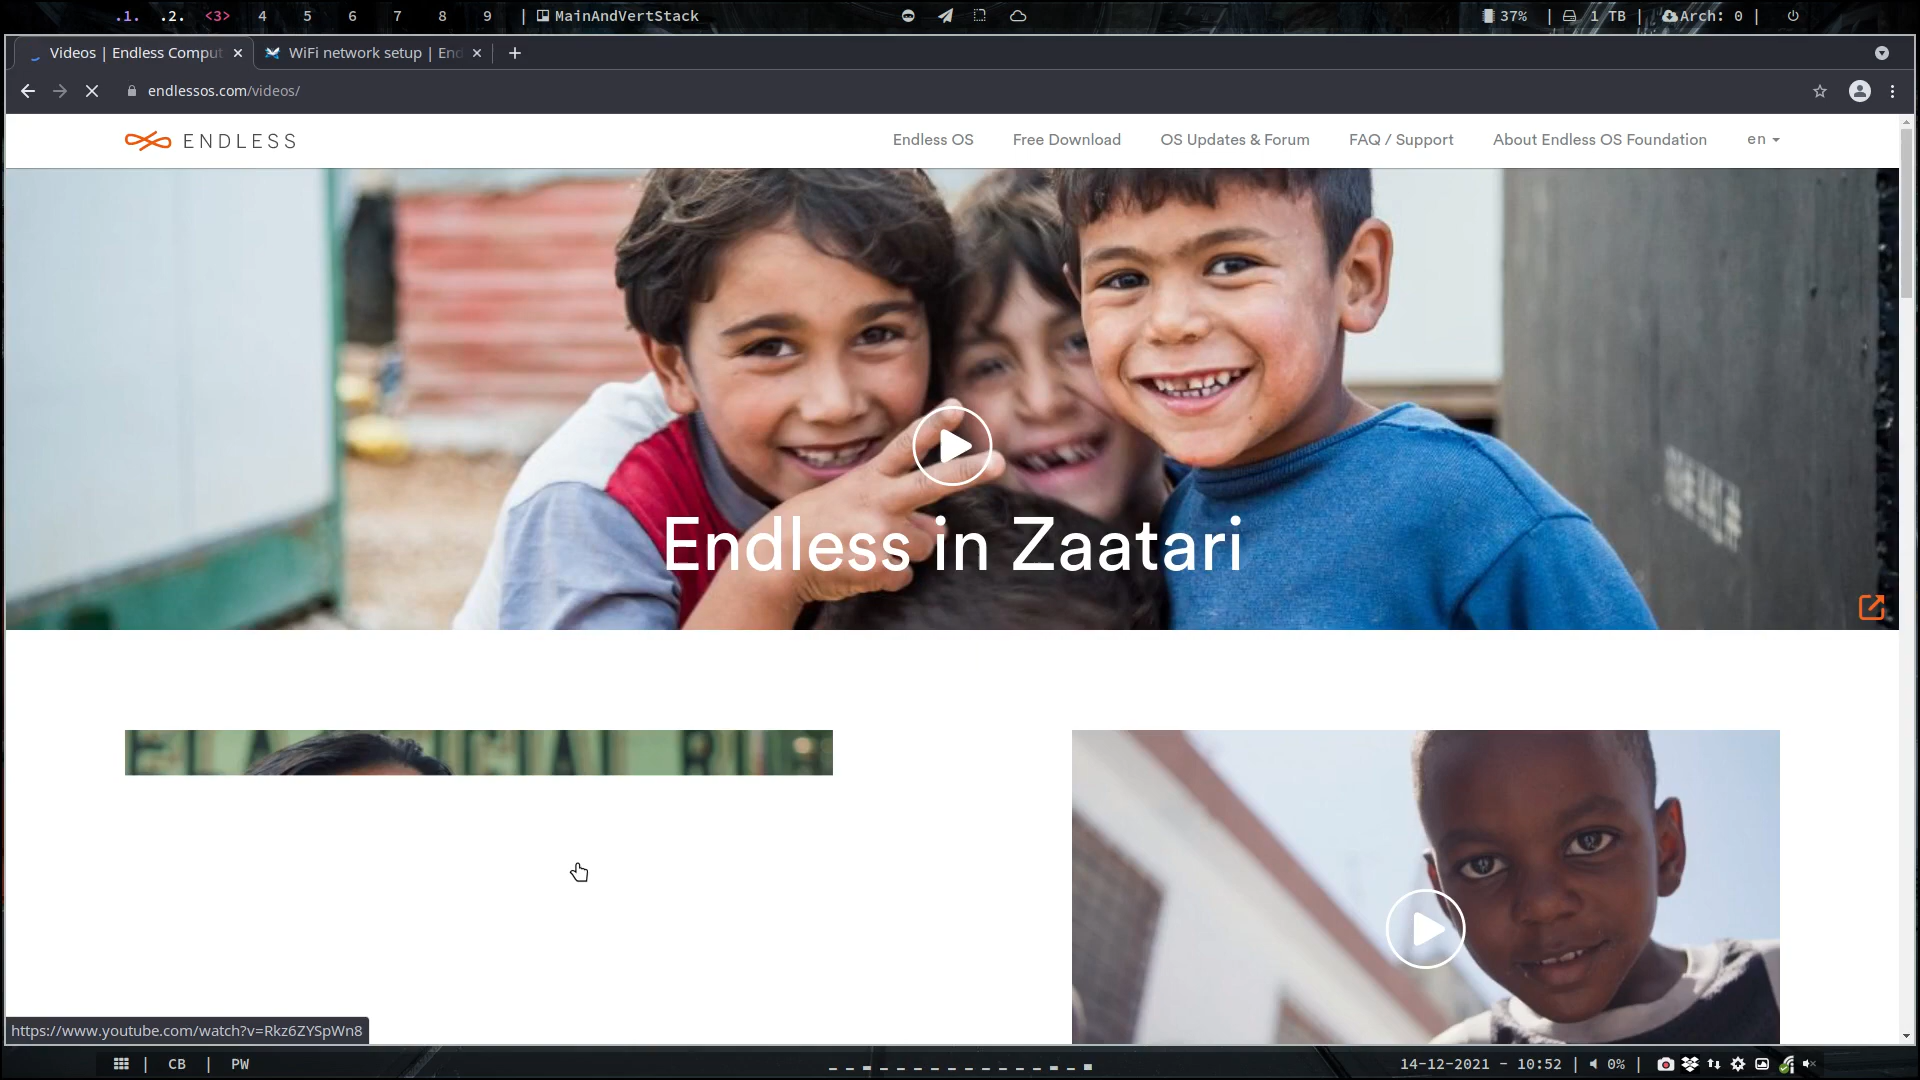 .1. .2. <3> 4 5 6 7 8 9 | MainAndVertStack
37% | 1 TB | Arch: 0 |
Videos | Endless Comput
WiFi network setup | End
endlessos.com/videos/
ENDLESS
Endless OS
Free Download
OS Updates & Forum
FAQ / Support
About Endless OS Foundation
en
Endless in Zaatari
https://www.youtube.com/watch?v=Rkz6ZYSpWn8
| CB | PW
14-12-2021 - 10:52 | 0% |